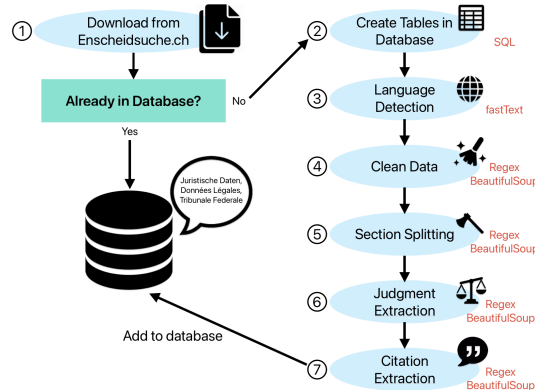 1
Download from
Enscheidsuche.ch
Already in Database?
No
Yes
Juristische Daten,
Données Légales,
Tribunale Federale
Add to database
2
Create Tables in
Database
SQL
3
Language
Detection
fastText
4
Clean Data
Regex
BeautifulSoup
5
Section Splitting
Regex
BeautifulSoup
6
Judgment
Extraction
Regex
BeautifulSoup
7
Citation
Extraction
Regex
BeautifulSoup